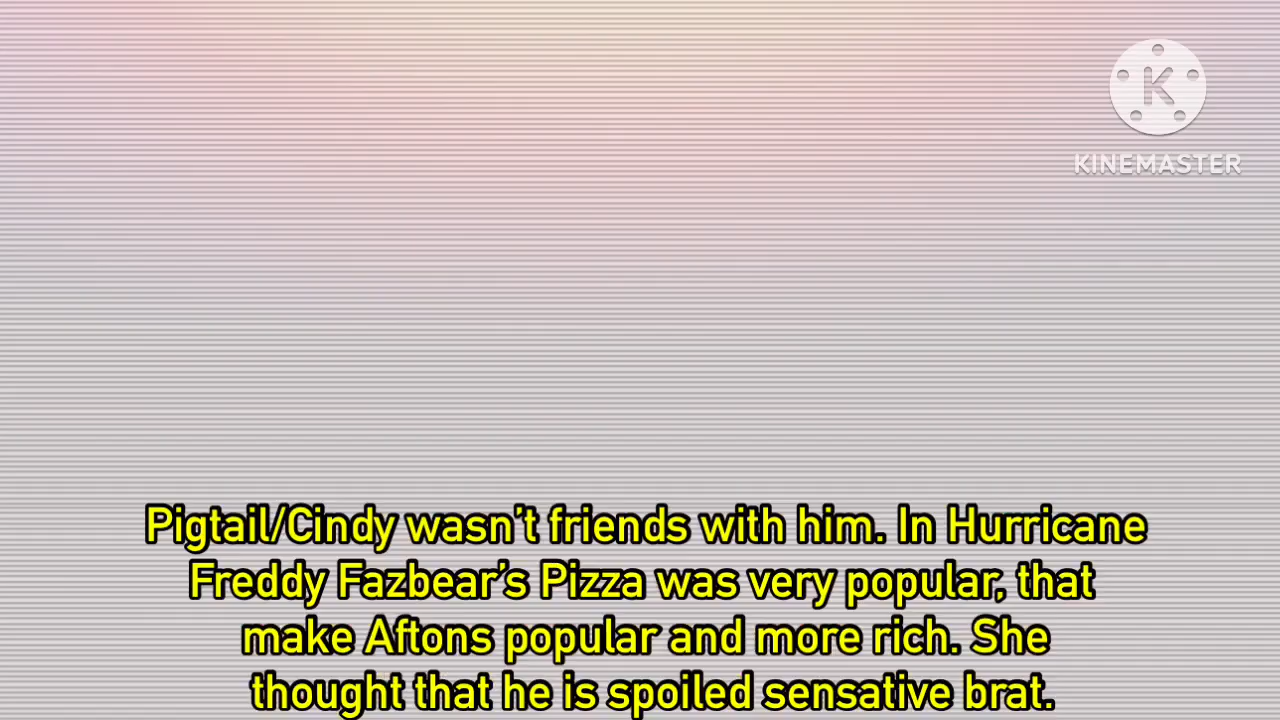 K
KINEMASTER
Pigtail/Cindy wasn't friends with him. In Hurricane
Freddy Fazbear's Pizza was very popular, that
make Aftons popular and more rich. She
thought that he is spoiled sensative brat.